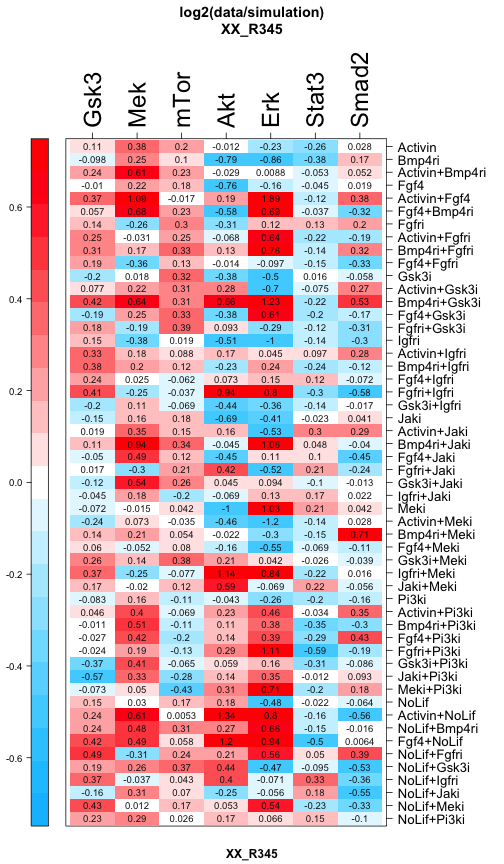 log2(data/simulation)
XX_R345
Gsk3 Mek mTor Akt Erk Stat3 Smad2
0.6
0.4
0.2
0.0
-0.2
-0.4
-0.6
0.11 0.38 0.2 -0.012 -0.23 -0.26 0.028 Activin
-0.098 0.25 0.1 -0.79 -0.86 -0.38 0.17 Bmp4ri
0.24 0.61 0.23 -0.029 0.0088 -0.053 0.052 Activin+Bmp4ri
-0.01 0.22 0.18 -0.76 -0.16 -0.045 0.019 Fgf4
0.37 1.09 -0.017 0.19 1.89 -0.12 0.38 Activin+Fgf4
0.057 0.68 0.23 -0.58 0.69 -0.037 -0.32 Fgf4+Bmp4ri
0.14 -0.26 0.3 -0.31 0.12 0.13 0.2 Fgfri
0.25 -0.031 0.25 -0.068 0.64 -0.22 -0.19 Activin+Fgfri
0.31 0.17 0.33 0.13 0.76 -0.14 0.32 Bmp4ri+Fgfri
0.19 -0.36 0.13 -0.014 -0.097 -0.15 -0.33 Fgf4+Fgfri
-0.2 0.018 0.32 -0.38 -0.5 0.016 -0.058 Gsk3i
0.077 0.22 0.31 0.28 -0.7 -0.075 0.27 Activin+Gsk3i
0.42 0.64 0.31 0.56 1.23 -0.22 0.53 Bmp4ri+Gsk3i
-0.19 0.25 0.33 -0.38 0.61 -0.2 -0.17 Fgf4+Gsk3i
0.18 -0.19 0.39 0.093 -0.29 -0.12 -0.31 Fgfri+Gsk3i
0.15 -0.38 0.019 -0.51 -1 -0.14 -0.3 Igfri
0.33 0.18 0.088 0.17 0.045 0.097 0.28 Activin+Igfri
0.38 0.2 0.12 -0.23 0.24 -0.24 -0.12 Bmp4ri+Igfri
0.24 0.025 -0.062 0.073 0.15 0.12 -0.072 Fgf4+Igfri
0.41 -0.25 -0.037 0.94 0.8 -0.3 -0.58 Fgfri+Igfri
-0.2 0.11 -0.069 -0.44 -0.36 -0.14 -0.017 Gsk3i+Igfri
-0.15 0.16 0.18 -0.69 -0.41 -0.023 0.041 Jaki
0.019 0.35 0.15 0.16 -0.53 0.3 0.29 Activin+Jaki
0.11 0.94 0.34 -0.045 1.06 0.048 -0.04 Bmp4ri+Jaki
-0.05 0.49 0.12 -0.45 0.11 0.1 -0.45 Fgf4+Jaki
0.017 -0.3 0.21 0.42 -0.52 0.21 -0.24 Fgfri+Jaki
-0.12 0.54 0.26 0.045 0.094 -0.1 -0.013 Gsk3i+Jaki
-0.045 0.18 -0.2 -0.069 0.13 0.17 0.022 Igfri+Jaki
-0.072 -0.015 0.042 -1 1.03 0.21 0.042 Meki
-0.24 0.073 -0.035 -0.46 -1.2 -0.14 0.028 Activin+Meki
0.14 0.21 0.054 -0.022 -0.3 -0.15 0.71 Bmp4ri+Meki
0.06 -0.052 0.08 -0.16 -0.55 -0.069 -0.11 Fgf4+Meki
0.26 0.14 0.38 0.21 0.062 -0.026 -0.039 Gsk3i+Meki
0.37 -0.25 -0.077 1.14 0.84 -0.22 0.016 Igfri+Meki
0.17 -0.02 0.12 0.59 -0.069 0.22 -0.056 Jaki+Meki
-0.083 0.16 -0.11 -0.043 -0.26 -0.2 -0.16 Pi3ki
0.046 0.4 -0.069 0.23 0.46 -0.034 0.35 Activin+Pi3ki
-0.011 0.51 -0.11 0.11 0.38 -0.35 -0.3 Bmp4ri+Pi3ki
-0.027 0.42 -0.2 0.14 0.39 -0.29 0.43 Fgf4+Pi3ki
-0.024 0.19 -0.13 0.29 1.11 -0.59 -0.19 Fgfri+Pi3ki
-0.37 0.41 -0.065 0.059 0.16 -0.31 -0.086 Gsk3i+Pi3ki
-0.57 0.33 -0.28 0.14 0.35 -0.012 0.093 Jaki+Pi3ki
-0.073 0.05 -0.43 0.31 0.71 -0.2 0.18 Meki+Pi3ki
0.15 0.03 0.17 0.18 -0.48 -0.022 -0.064 NoLif
0.24 0.61 0.0053 1.34 0.8 -0.16 -0.56 Activin+NoLif
0.24 0.48 0.31 0.27 0.66 -0.15 -0.016 NoLif+Bmp4ri
0.42 0.49 0.058 1.2 0.94 -0.5 0.0064 Fgf4+NoLif
0.49 -0.31 0.24 0.21 0.56 0.05 0.39 NoLif+Fgfri
0.19 0.26 0.37 0.44 -0.47 -0.095 -0.53 NoLif+Gsk3i
0.37 -0.037 0.043 0.4 -0.071 0.33 -0.36 NoLif+Igfri
-0.16 0.31 0.07 -0.25 -0.056 0.18 -0.55 NoLif+Jaki
0.43 0.012 0.17 0.053 0.54 -0.23 -0.33 NoLif+Meki
0.23 0.29 -0.026 0.17 0.066 0.15 -0.1 NoLif+Pi3ki
XX_R345